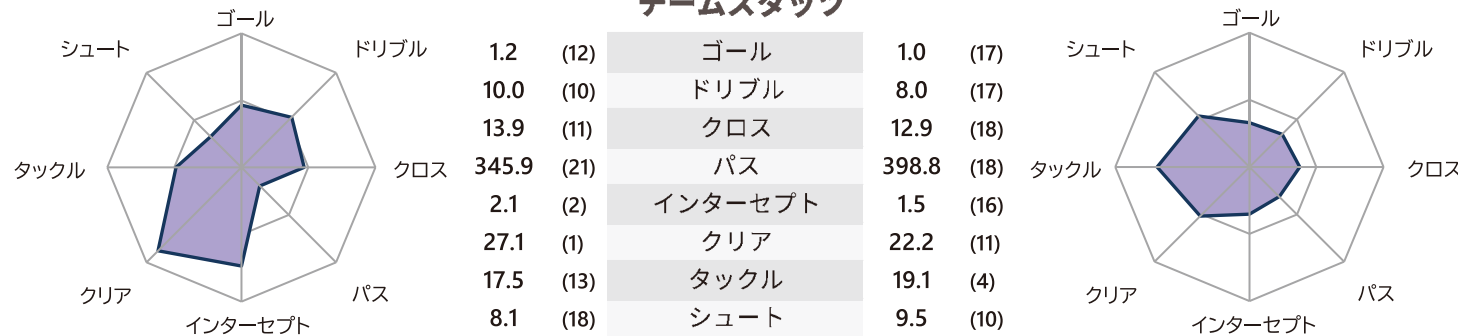 チームスタッツ
ゴール
ドリブル
クロス
パス
インターセプト
クリア
タックル
シュート
1.2 (12) ゴール 1.0 (17)
10.0 (10) ドリブル 8.0 (17)
13.9 (11) クロス 12.9 (18)
345.9 (21) パス 398.8 (18)
2.1 (2) インターセプト 1.5 (16)
27.1 (1) クリア 22.2 (11)
17.5 (13) タックル 19.1 (4)
8.1 (18) シュート 9.5 (10)
ゴール
ドリブル
クロス
パス
インターセプト
クリア
タックル
シュート